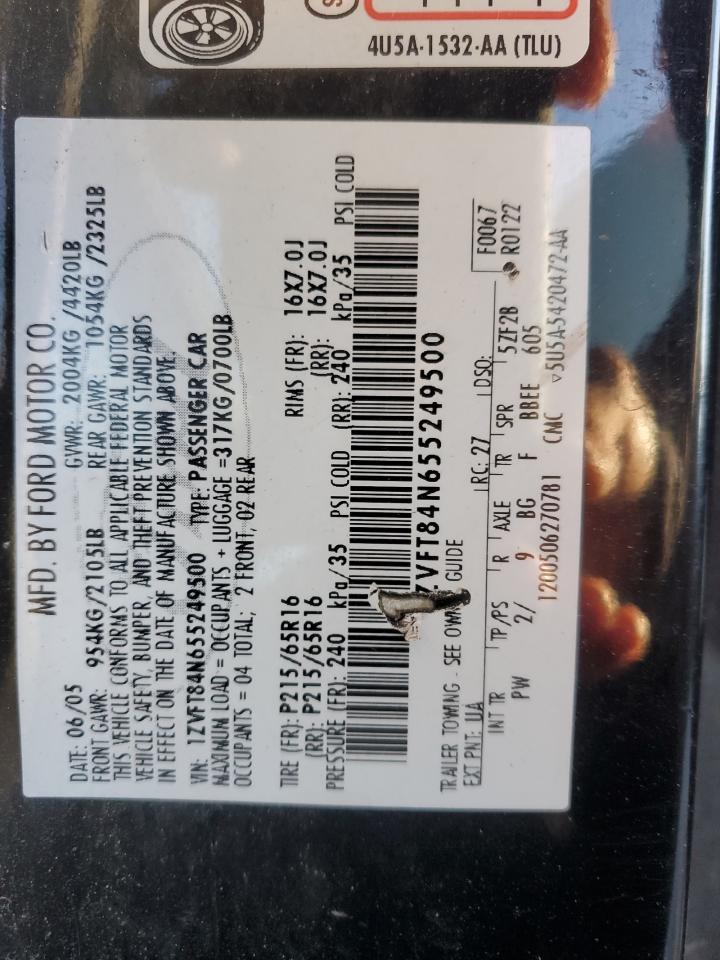 4U5A-1532-AA (TLU)
MFD. BY FORD MOTOR CO.
DATE: 06/05 GVWR: 2004KG /4420LB
FRONT GAWR: 954KG/2105LB REAR GAWR: 1054KG /2325LB
THIS VEHICLE CONFORMS TO ALL APPLICABLE FEDERAL MOTOR
VEHICLE SAFETY, BUMPER, AND THEFT PREVENTION STANDARDS
IN EFFECT ON THE DATE OF MANUFACTURE SHOWN ABOVE.
VIN: 1ZVFT84N655249500 TYPE: PASSENGER CAR
MAXIMUM LOAD = OCCUPANTS + LUGGAGE =317KG/0700LB
OCCUPANTS = 04 TOTAL; 2 FRONT, 02 REAR
TIRE (FR): P215/65R16 RIMS (FR): 16X7.0J
(RR): P215/65R16 (RR): 16X7.0J
PRESSURE (FR): 240 kPa/35 PSI COLD (RR): 240 kPa/35 PSI COLD
ZVFT84N655249500
TRAILER TOWING - SEE GUIDE
EXT PNT: UA RC: 27 DSO: F0067
INT TR TP/PS R AXLE TR SPR 5ZF2B R0122
PW 2/ 9 BG F BBEE 605
1200506270781 CMC ▽5U5A-5420472-AA